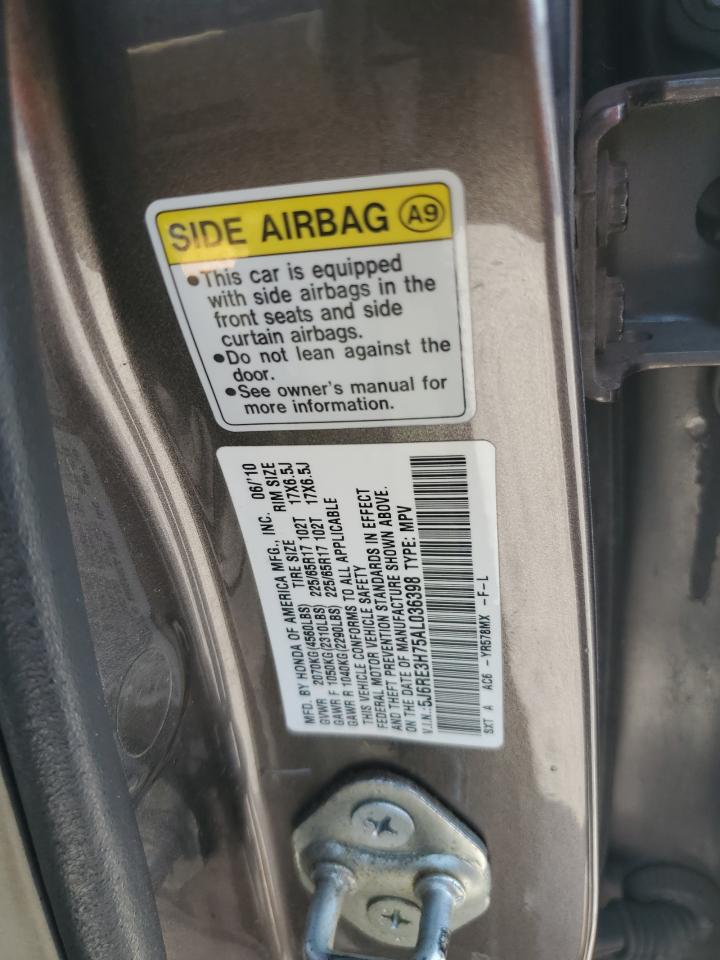 SIDE AIRBAG A9
•This car is equipped
with side airbags in the
front seats and side
curtain airbags.
•Do not lean against the
door.
•See owner's manual for
more information.
MFD. BY HONDA OF AMERICA MFG., INC. 06/'10
GVWR 2070KG(4560LBS) TIRE SIZE RIM SIZE
GAWR F 1050KG(2310LBS) 225/65R17 102T 17X6.5J
GAWR R 1040KG(2290LBS) 225/65R17 102T 17X6.5J
THIS VEHICLE CONFORMS TO ALL APPLICABLE
FEDERAL MOTOR VEHICLE SAFETY
AND THEFT PREVENTION STANDARDS IN EFFECT
ON THE DATE OF MANUFACTURE SHOWN ABOVE.
V.I.N.:5J6RE3H75AL036398 TYPE: MPV
SXT A AC6 -YR578MX -F-L